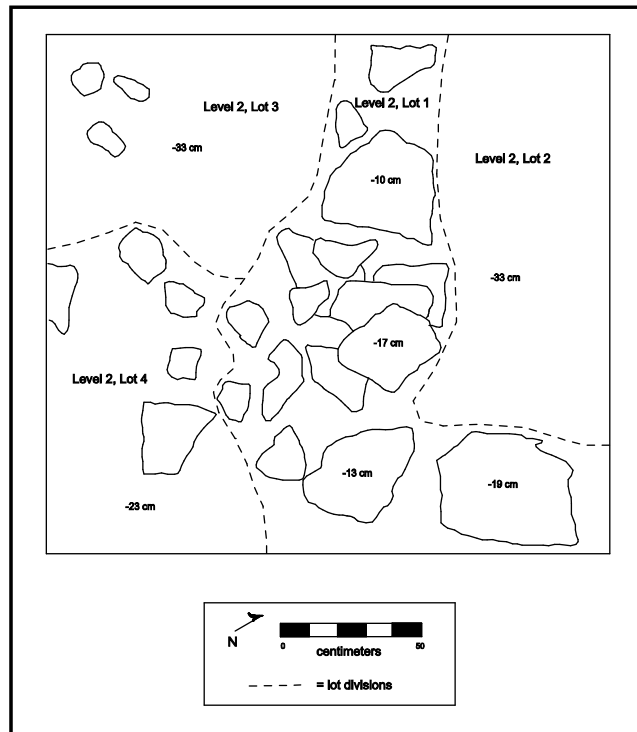 Level 2, Lot 3
Level 2, Lot 1
-33 cm
Level 2, Lot 2
-10 cm
-33 cm
-17 cm
Level 2, Lot 4
-13 cm
-19 cm
-23 cm
N
0
50
centimeters
= lot divisions